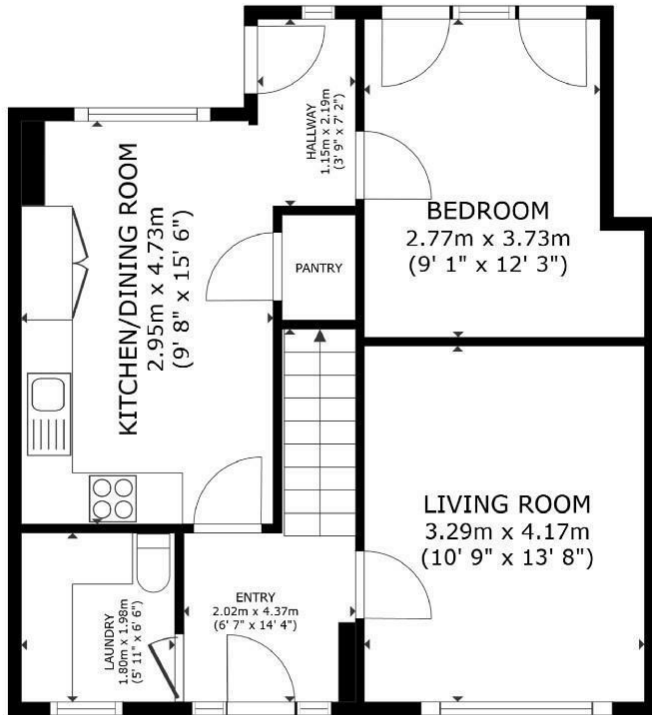 HALLWAY
1.15m x 2.19m
(3' 9" x 7' 2")
BEDROOM
2.77m x 3.73m
(9' 1" x 12' 3")
KITCHEN/DINING ROOM
2.95m x 4.73m
(9' 8" x 15' 6")
PANTRY
LIVING ROOM
3.29m x 4.17m
(10' 9" x 13' 8")
ENTRY
2.02m x 4.37m
(6' 7" x 14' 4")
LAUNDRY
1.80m x 1.98m
(5' 11" x 6' 6")